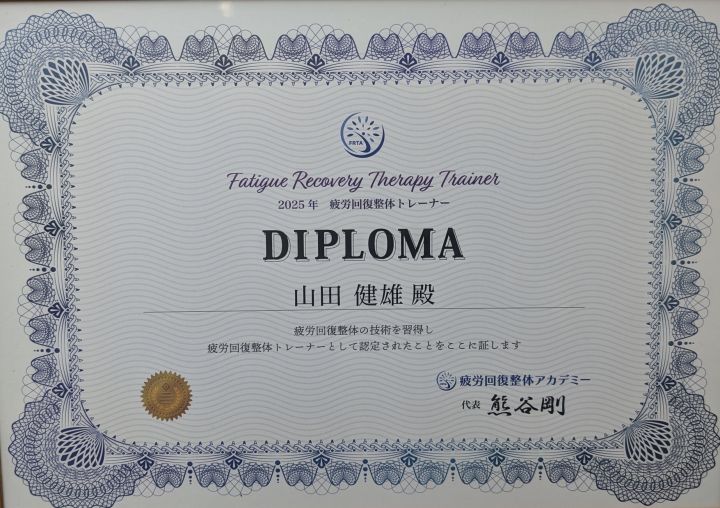 FRTA
Fatigue Recovery Therapy Trainer
2025年 疲労回復整体トレーナー
DIPLOMA
山田 健雄 殿
疲労回復整体の技術を習得し
疲労回復整体トレーナーとして認定されたことをここに証します
疲労回復整体アカデミー
代表 熊谷剛